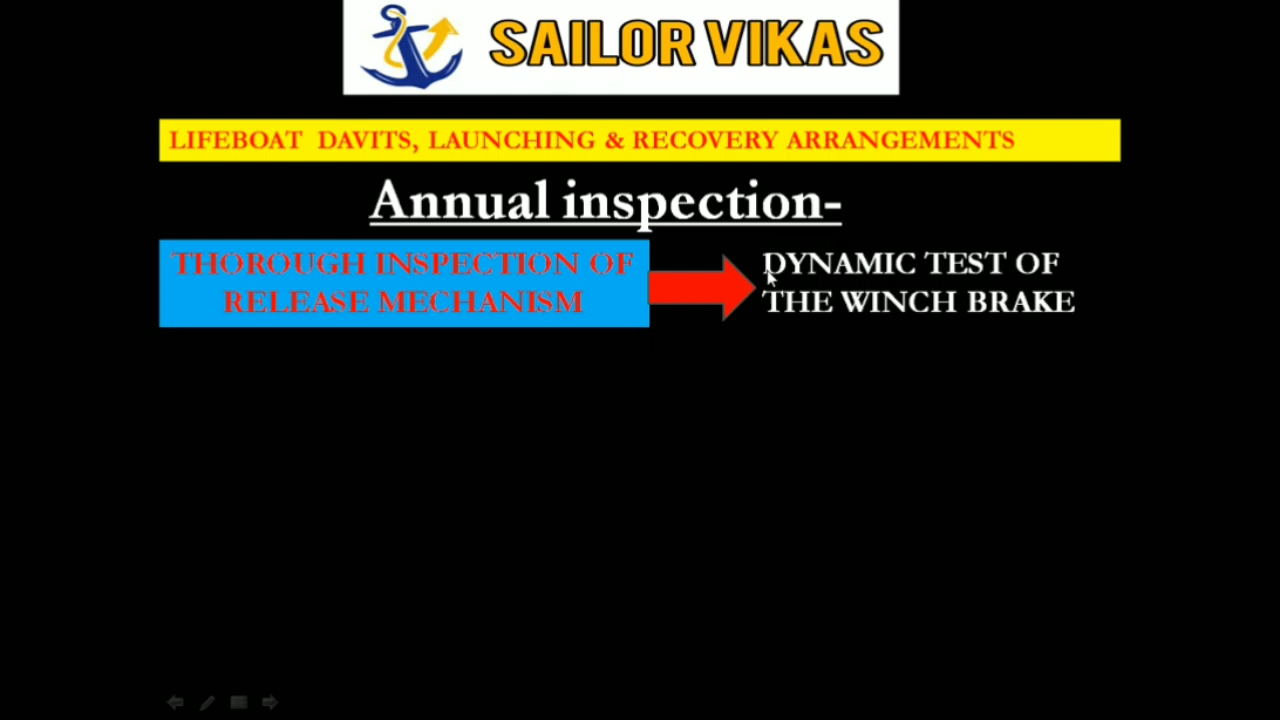 SAILOR VIKAS
LIFEBOAT DAVITS, LAUNCHING & RECOVERY ARRANGEMENTS
Annual inspection-
THOROUGH INSPECTION OF
RELEASE MECHANISM
DYNAMIC TEST OF
THE WINCH BRAKE